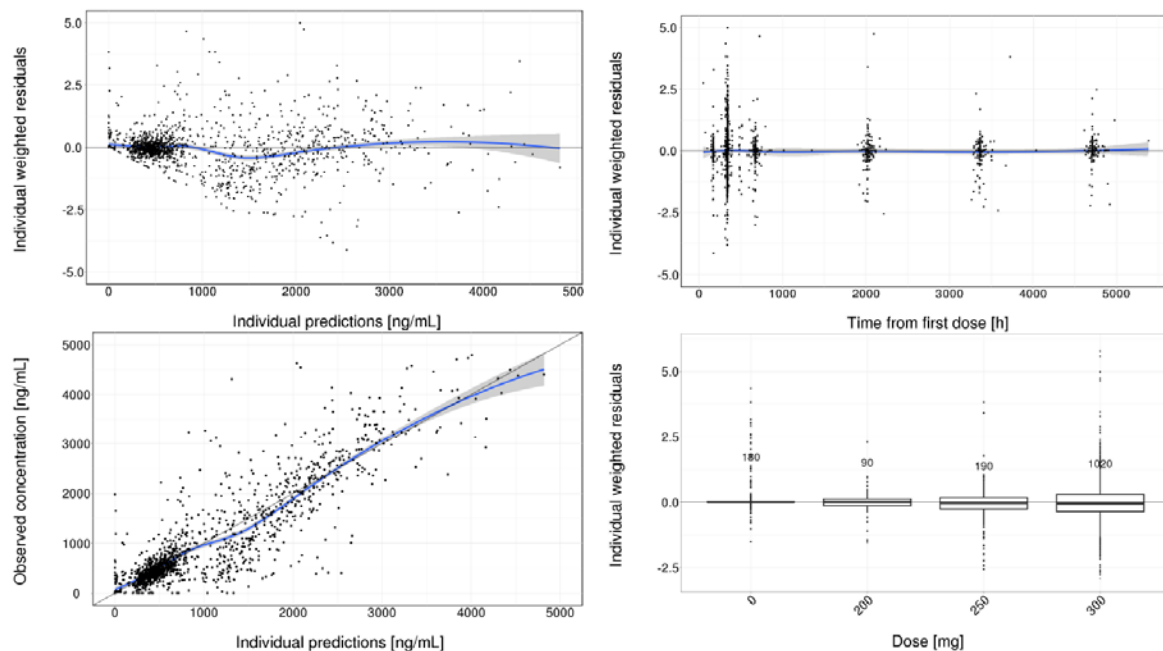 5.0
2.5
0.0
-2.5
-5.0
Individual weighted residuals
0 1000 2000 3000 4000 500
Individual predictions [ng/mL]
5.0
2.5
0.0
-2.5
-5.0
Individual weighted residuals
0 1000 2000 3000 4000 5000
Time from first dose [h]
5000
4000
3000
2000
1000
0
Observed concentration [ng/mL]
0 1000 2000 3000 4000 5000
Individual predictions [ng/mL]
5.0
2.5
0.0
-2.5
Individual weighted residuals
180 90 190 1020
0 200 250 300
Dose [mg]